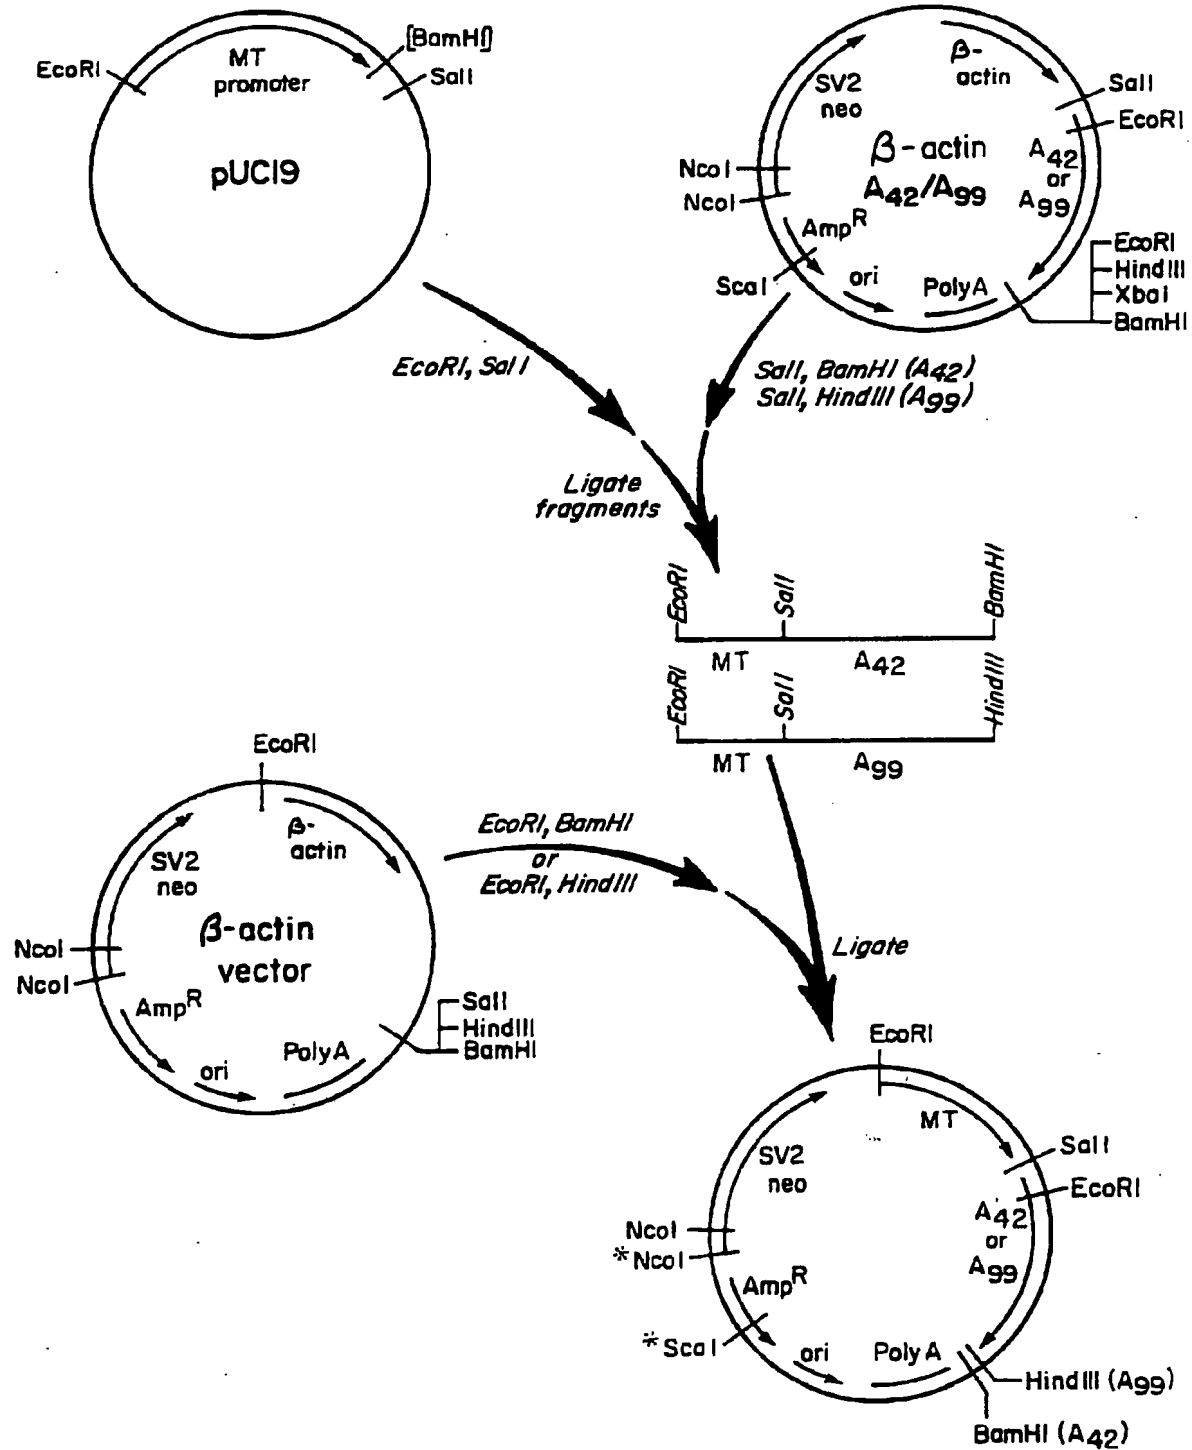 EcoRI
MT
promoter
[BamHI]
SalI
pUC19
SV2
neo
β-
actin
SalI
EcoRI
β-actin
A42/A99
A42
or
A99
NcoI
NcoI
AmpR
ScaI
ori
PolyA
EcoRI
HindIII
XbaI
BamHI
EcoRI, SalI
SalI, BamHI (A42)
SalI, HindIII (A99)
Ligate
fragments
EcoRI
SalI
BamHI
MT
A42
EcoRI
SalI
HindIII
MT
A99
EcoRI
β-
actin
SV2
neo
β-actin
vector
NcoI
NcoI
AmpR
ori
PolyA
SalI
HindIII
BamHI
EcoRI, BamHI
or
EcoRI, HindIII
Ligate
EcoRI
MT
SalI
EcoRI
SV2
neo
A42
or
A99
NcoI
*NcoI
AmpR
*ScaI
ori
PolyA
HindIII (A99)
BamHI (A42)